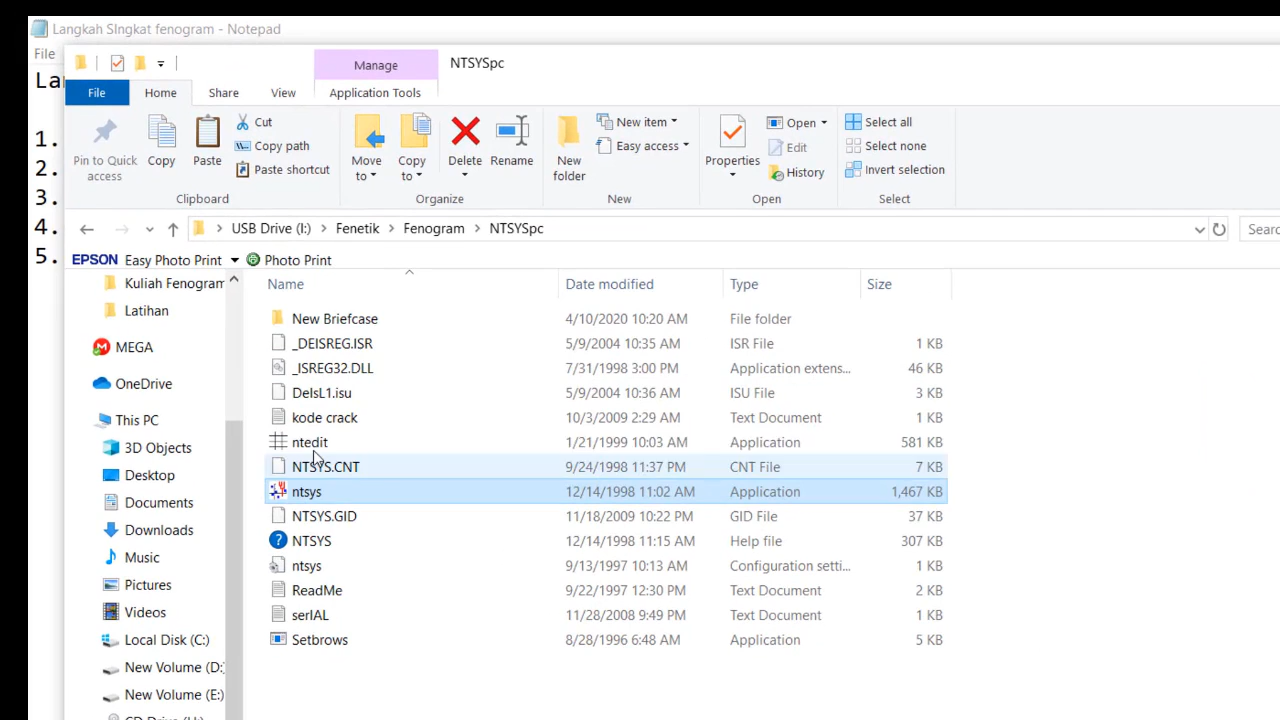 Langkah SIngkat fenogram - Notepad
File
La
1.
2.
3.
4.
5.
Manage
NTSYSpc
File Home Share View Application Tools
Pin to Quick access
Copy
Paste
Cut
Copy path
Paste shortcut
Clipboard
Move to
Copy to
Delete
Rename
Organize
New folder
New item
Easy access
New
Properties
Open
Edit
History
Open
Select all
Select none
Invert selection
Select
USB Drive (I:) > Fenetik > Fenogram > NTSYSpc
Searc
EPSON Easy Photo Print Photo Print
Kuliah Fenogram
Latihan
MEGA
OneDrive
This PC
3D Objects
Desktop
Documents
Downloads
Music
Pictures
Videos
Local Disk (C:)
New Volume (D:)
New Volume (E:)
Name Date modified Type Size
New Briefcase 4/10/2020 10:20 AM File folder
_DEISREG.ISR 5/9/2004 10:35 AM ISR File 1 KB
_ISREG32.DLL 7/31/1998 3:00 PM Application extens... 46 KB
DelsL1.isu 5/9/2004 10:36 AM ISU File 3 KB
kode crack 10/3/2009 2:29 AM Text Document 1 KB
ntedit 1/21/1999 10:03 AM Application 581 KB
NTSYS.CNT 9/24/1998 11:37 PM CNT File 7 KB
ntsys 12/14/1998 11:02 AM Application 1,467 KB
NTSYS.GID 11/18/2009 10:22 PM GID File 37 KB
NTSYS 12/14/1998 11:15 AM Help file 307 KB
ntsys 9/13/1997 10:13 AM Configuration setti... 1 KB
ReadMe 9/22/1997 12:30 PM Text Document 2 KB
serIAL 11/28/2008 9:49 PM Text Document 1 KB
Setbrows 8/28/1996 6:48 AM Application 5 KB